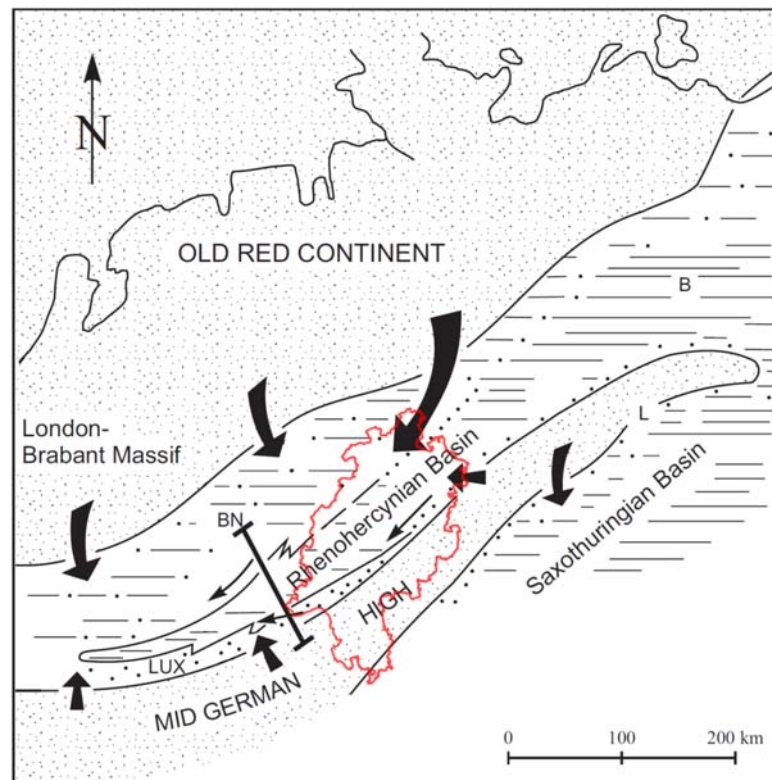 N
OLD RED CONTINENT
B
London-
Brabant Massif
L
BN
Rhenohercynian Basin
Saxothuringian Basin
HIGH
LUX
MID GERMAN
0 100 200 km